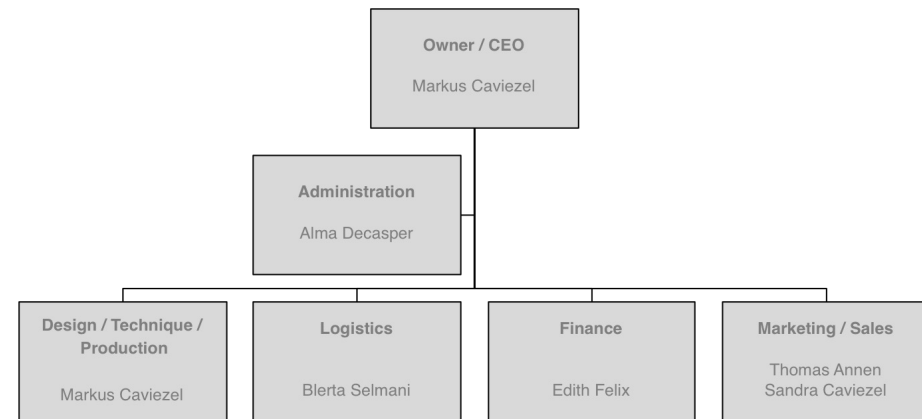 Owner / CEO
Markus Caviezel
Administration
Alma Decasper
Design / Technique /
Production
Markus Caviezel
Logistics
Blerta Selmani
Finance
Edith Felix
Marketing / Sales
Thomas Annen
Sandra Caviezel